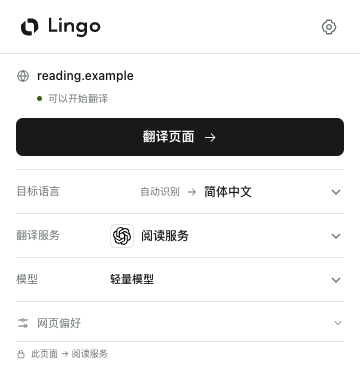 Lingo
reading.example
可以开始翻译
翻译页面 →
目标语言 自动识别 → 简体中文
翻译服务 阅读服务
模型 轻量模型
网页偏好
此页面 → 阅读服务